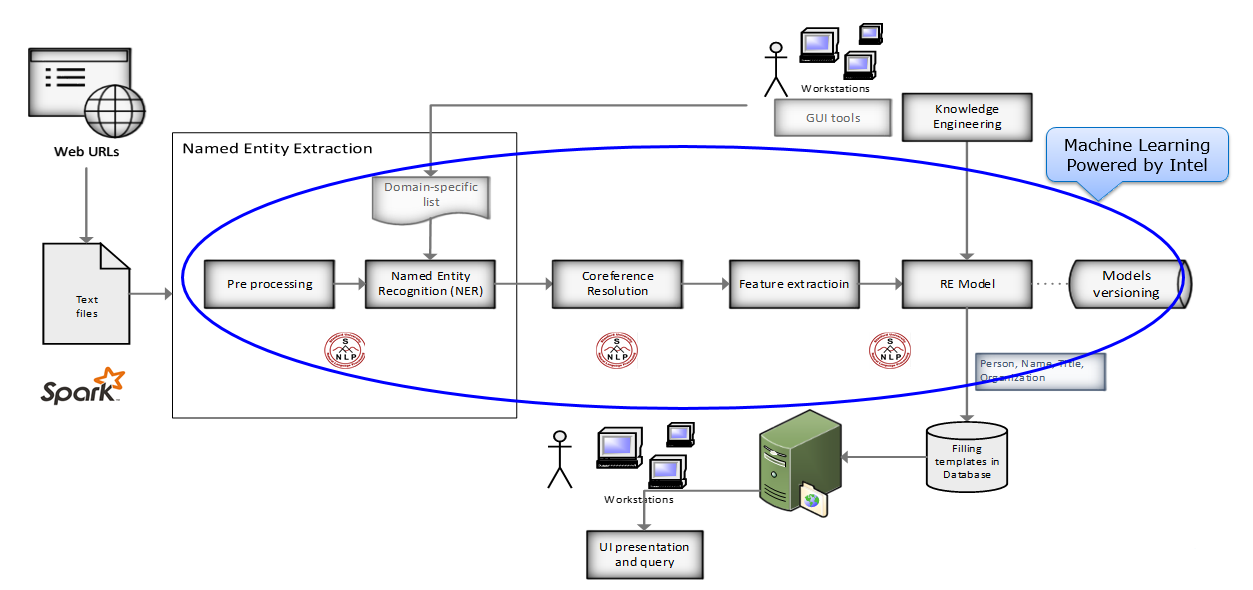 Web URLs
Text
files
Spark
Named Entity Extraction
Domain-specific
list
Pre processing
Named Entity
Recognition (NER)
S
NLP
Coreference
Resolution
S
NLP
Feature extractioin
S
NLP
Workstations
GUI tools
Knowledge
Engineering
Machine Learning
Powered by Intel
RE Model
Models
versioning
Person, Name, Title,
Organization
Filling
templates in
Database
Workstations
UI presentation
and query